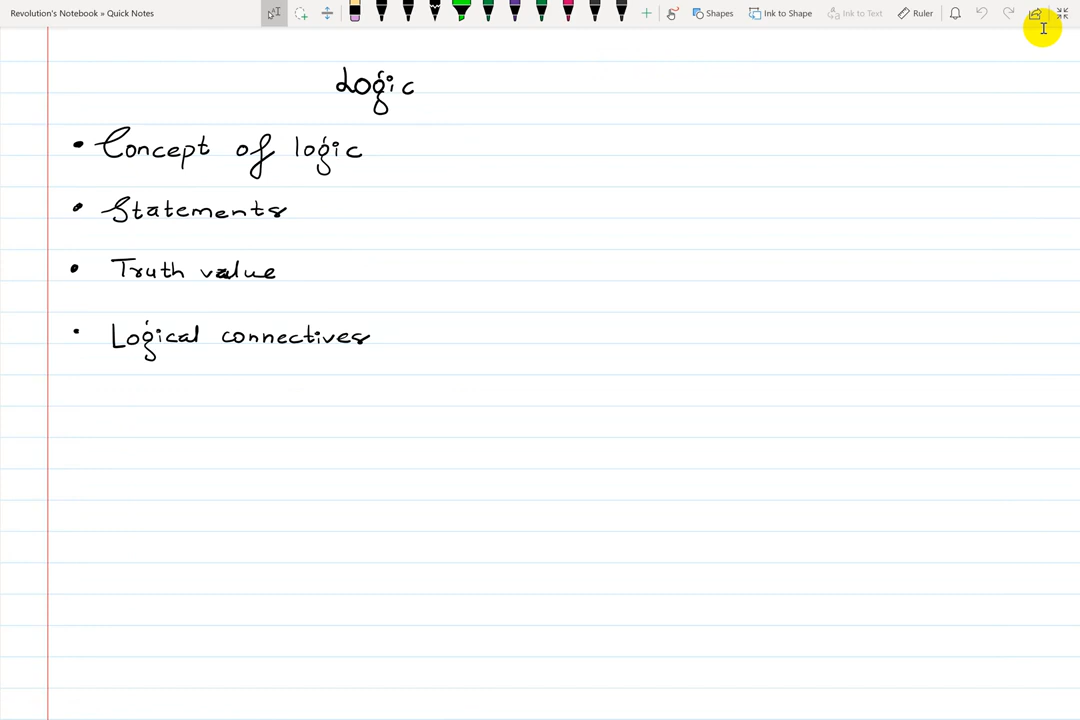 Revolution's Notebook » Quick Notes
Shapes
Ink to Shape
Ink to Text
Ruler
Logic
• Concept of logic
• Statements
• Truth value
• Logical connectives